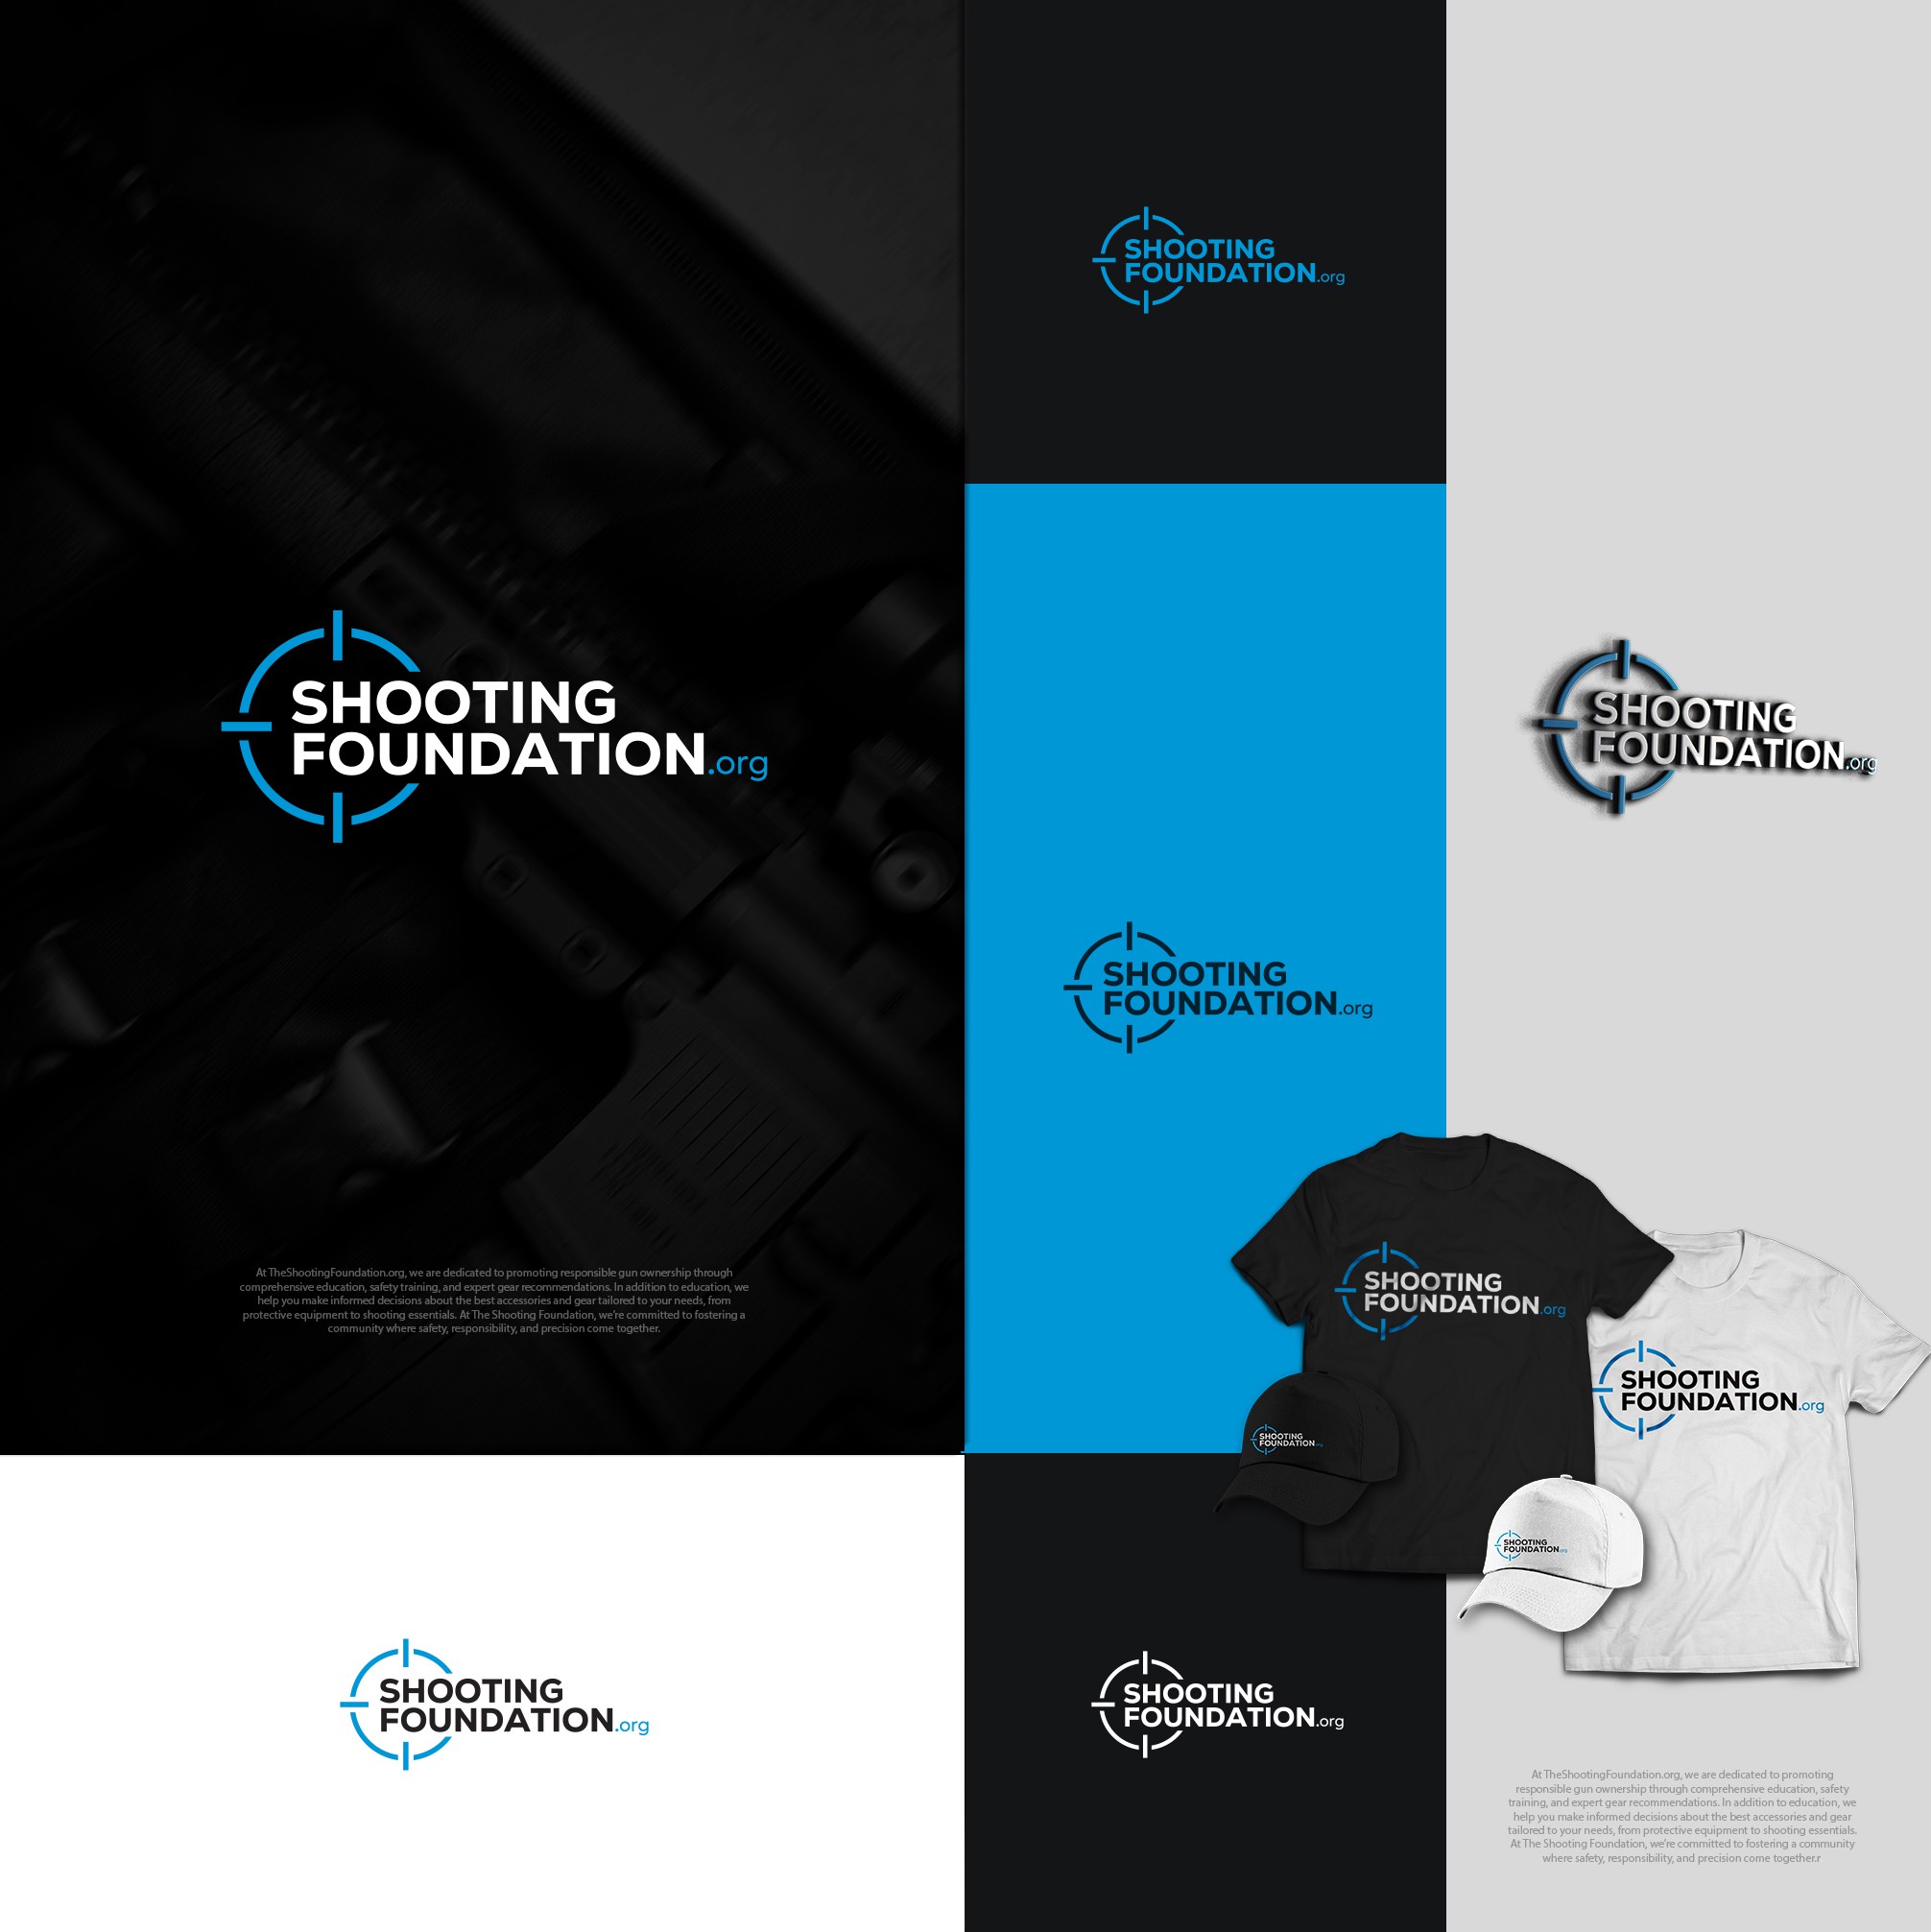 SHOOTING
FOUNDATION.org
At TheShootingFoundation.org, we are dedicated to promoting responsible gun ownership through
comprehensive education, safety training, and expert gear recommendations. In addition to education, we
help you make informed decisions about the best accessories and gear tailored to your needs, from
protective equipment to shooting essentials. At The Shooting Foundation, we're committed to fostering a
community where safety, responsibility, and precision come together.
SHOOTING
FOUNDATION.org
SHOOTING
FOUNDATION.org
SHOOTING
FOUNDATION.org
SHOOTING
FOUNDATION.org
SHOOTING
FOUNDATION.org
SHOOTING
FOUNDATION.org
SHOOTING
FOUNDATION.org
SHOOTING
FOUNDATION.org
SHOOTING
FOUNDATION.org
At TheShootingFoundation.org, we are dedicated to promoting
responsible gun ownership through comprehensive education, safety
training, and expert gear recommendations. In addition to education, we
help you make informed decisions about the best accessories and gear
tailored to your needs, from protective equipment to shooting essentials.
At The Shooting Foundation, we're committed to fostering a community
where safety, responsibility, and precision come together.r